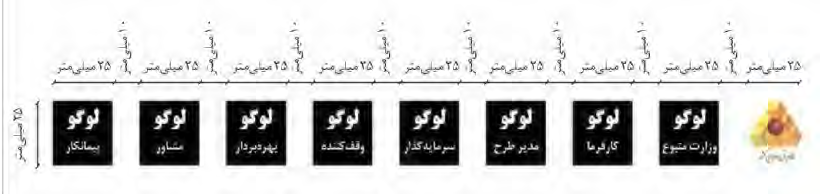 ۱۰ میلی‌متر ۱۰ میلی‌متر ۱۰ میلی‌متر ۱۰ میلی‌متر ۱۰ میلی‌متر ۱۰ میلی‌متر ۱۰ میلی‌متر ۱۰ میلی‌متر
۲۵ میلی‌متر ۲۵ میلی‌متر ۲۵ میلی‌متر ۲۵ میلی‌متر ۲۵ میلی‌متر ۲۵ میلی‌متر ۲۵ میلی‌متر ۲۵ میلی‌متر ۲۵ میلی‌متر
لوگو لوگو لوگو لوگو لوگو لوگو لوگو لوگو
وزارت متبوع کارفرما مدیر طرح سرمایه‌گذار وقف‌کننده بهره‌بردار مشاور پیمانکار
۲۵ میلی‌متر